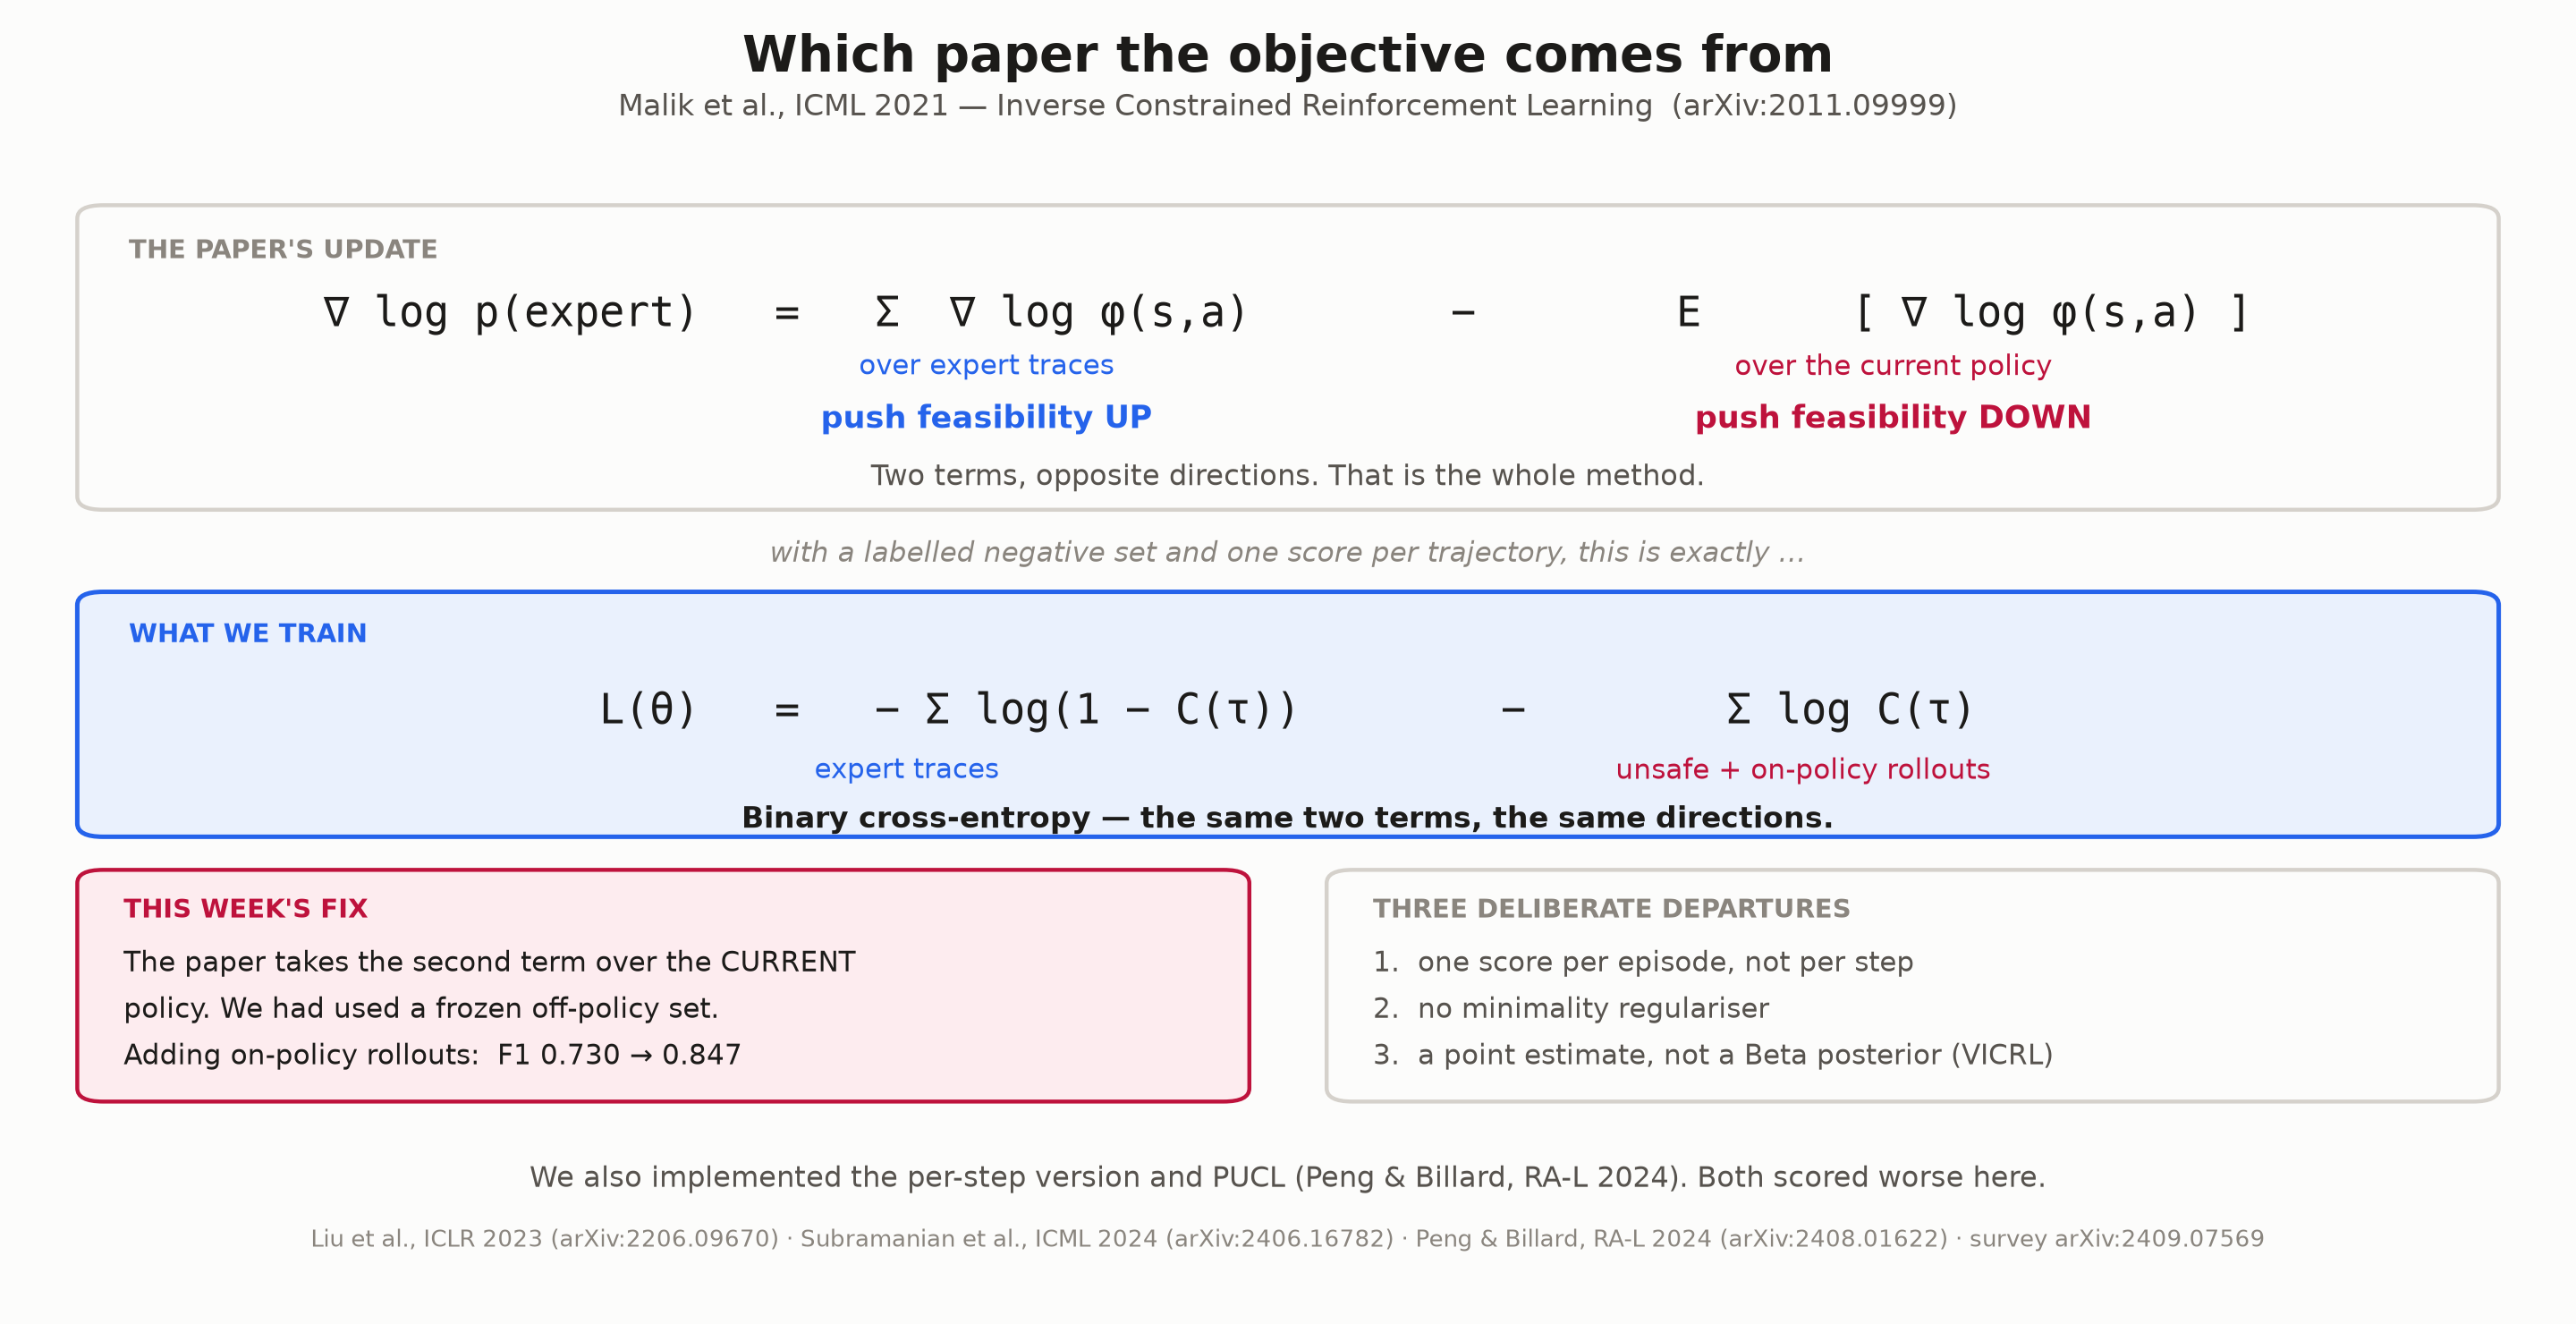 Which paper the objective comes from
Malik et al., ICML 2021 — Inverse Constrained Reinforcement Learning (arXiv:2011.09999)
THE PAPER'S UPDATE
∇ log p(expert) = Σ ∇ log φ(s,a) − E [ ∇ log φ(s,a) ]
over expert traces over the current policy
push feasibility UP push feasibility DOWN
Two terms, opposite directions. That is the whole method.
with a labelled negative set and one score per trajectory, this is exactly …
WHAT WE TRAIN
L(θ) = − Σ log(1 − C(τ)) − Σ log C(τ)
expert traces unsafe + on-policy rollouts
Binary cross-entropy — the same two terms, the same directions.
THIS WEEK'S FIX
The paper takes the second term over the CURRENT
policy. We had used a frozen off-policy set.
Adding on-policy rollouts: F1 0.730 → 0.847
THREE DELIBERATE DEPARTURES
1. one score per episode, not per step
2. no minimality regulariser
3. a point estimate, not a Beta posterior (VICRL)
We also implemented the per-step version and PUCL (Peng & Billard, RA-L 2024). Both scored worse here.
Liu et al., ICLR 2023 (arXiv:2206.09670) · Subramanian et al., ICML 2024 (arXiv:2406.16782) · Peng & Billard, RA-L 2024 (arXiv:2408.01622) · survey arXiv:2409.07569